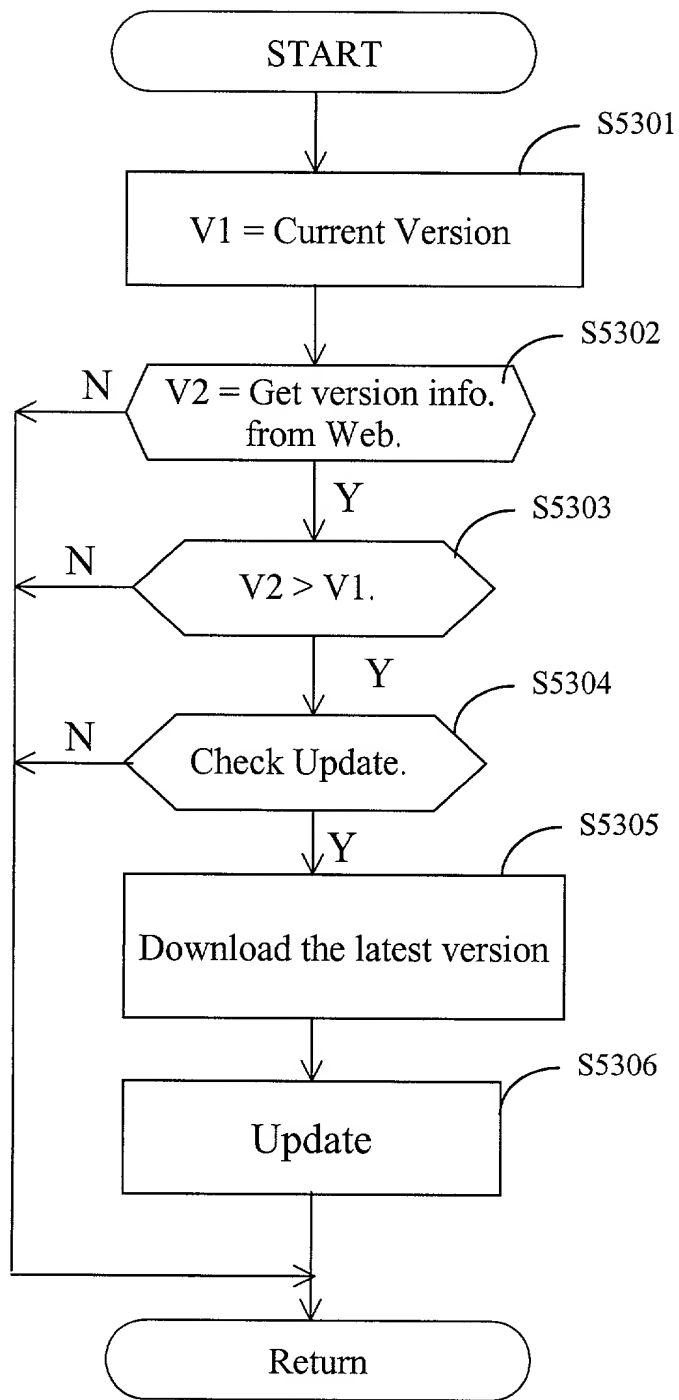 START
S5301
V1 = Current Version
S5302
N
V2 = Get version info.
from Web.
Y
S5303
N
V2 > V1.
Y
S5304
N
Check Update.
Y
S5305
Download the latest version
S5306
Update
Return